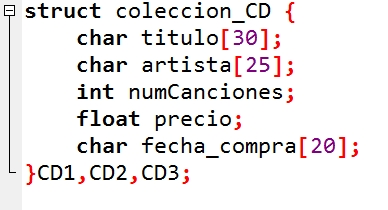 struct coleccion_CD {
    char titulo[30];
    char artista[25];
    int numCanciones;
    float precio;
    char fecha_compra[20];
}CD1,CD2,CD3;